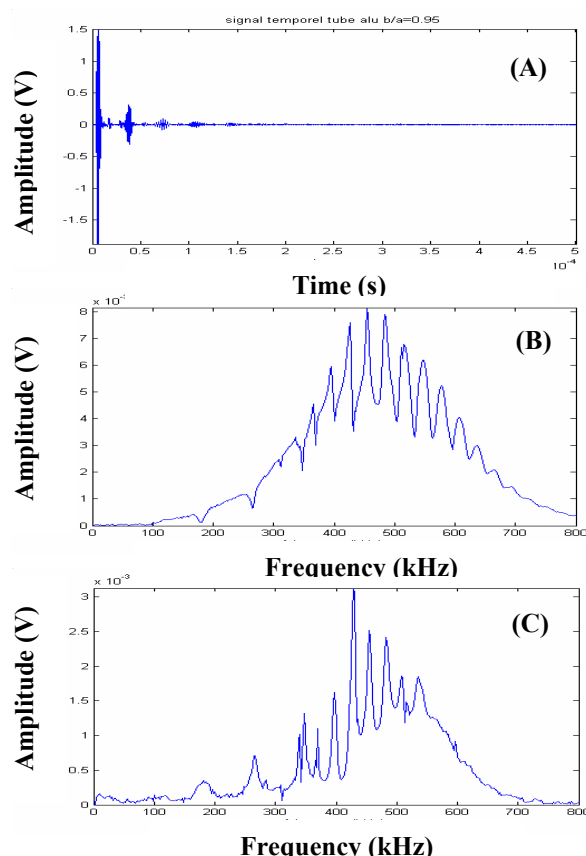 signal temporel tube alu b/a=0.95
Amplitude (V)
1.5
1
0.5
0
-0.5
-1
-1.5
(A)
0 0.5 1 1.5 2 2.5 3 3.5 4 4.5 5
Time (s)
10⁻⁴
Amplitude (V)
8
7
6
5
4
3
2
1
0
(B)
0 100 200 300 400 500 600 700 800
Frequency (kHz)
Amplitude (V)
x 10⁻³
3
2.5
2
1.5
1
0.5
0
(C)
0 100 200 300 400 500 600 700 800
Frequency (kHz)